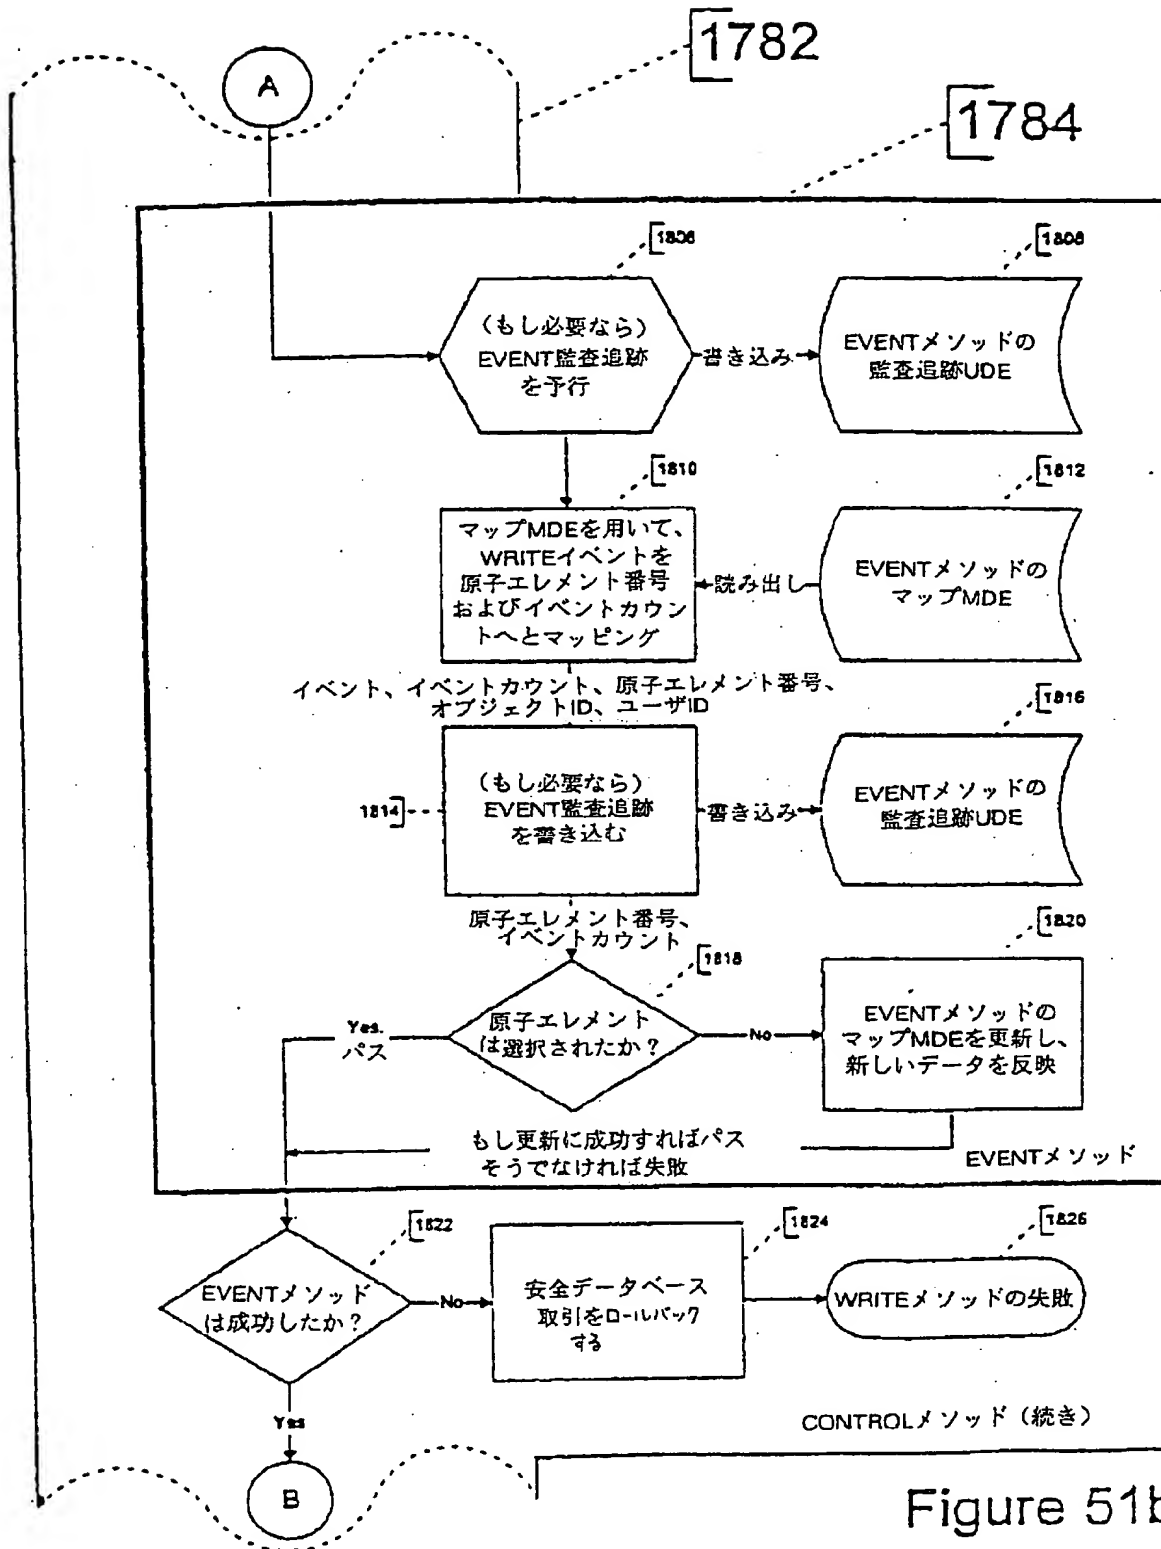 1782
A
1784
1806
1808
（もし必要なら）
EVENT監査追跡
を予行
書き込み
EVENTメソッドの
監査追跡UDE
1810
1812
マップMDEを用いて、
WRITEイベントを
原子エレメント番号
およびイベントカウン
トへとマッピング
読み出し
EVENTメソッドの
マップMDE
イベント、イベントカウント、原子エレメント番号、
オブジェクトID、ユーザID
1816
1814
（もし必要なら）
EVENT監査追跡
を書き込む
書き込み
EVENTメソッドの
監査追跡UDE
原子エレメント番号、
イベントカウント
1818
1820
Yes.
パス
原子エレメント
は選択されたか？
No
EVENTメソッドの
マップMDEを更新し、
新しいデータを反映
もし更新に成功すればパス
そうでなければ失敗
EVENTメソッド
1822
1824
1826
EVENTメソッド
は成功したか？
No
安全データベース
取引をロールバック
する
WRITEメソッドの失敗
Yes
CONTROLメソッド（続き）
B
Figure 51b